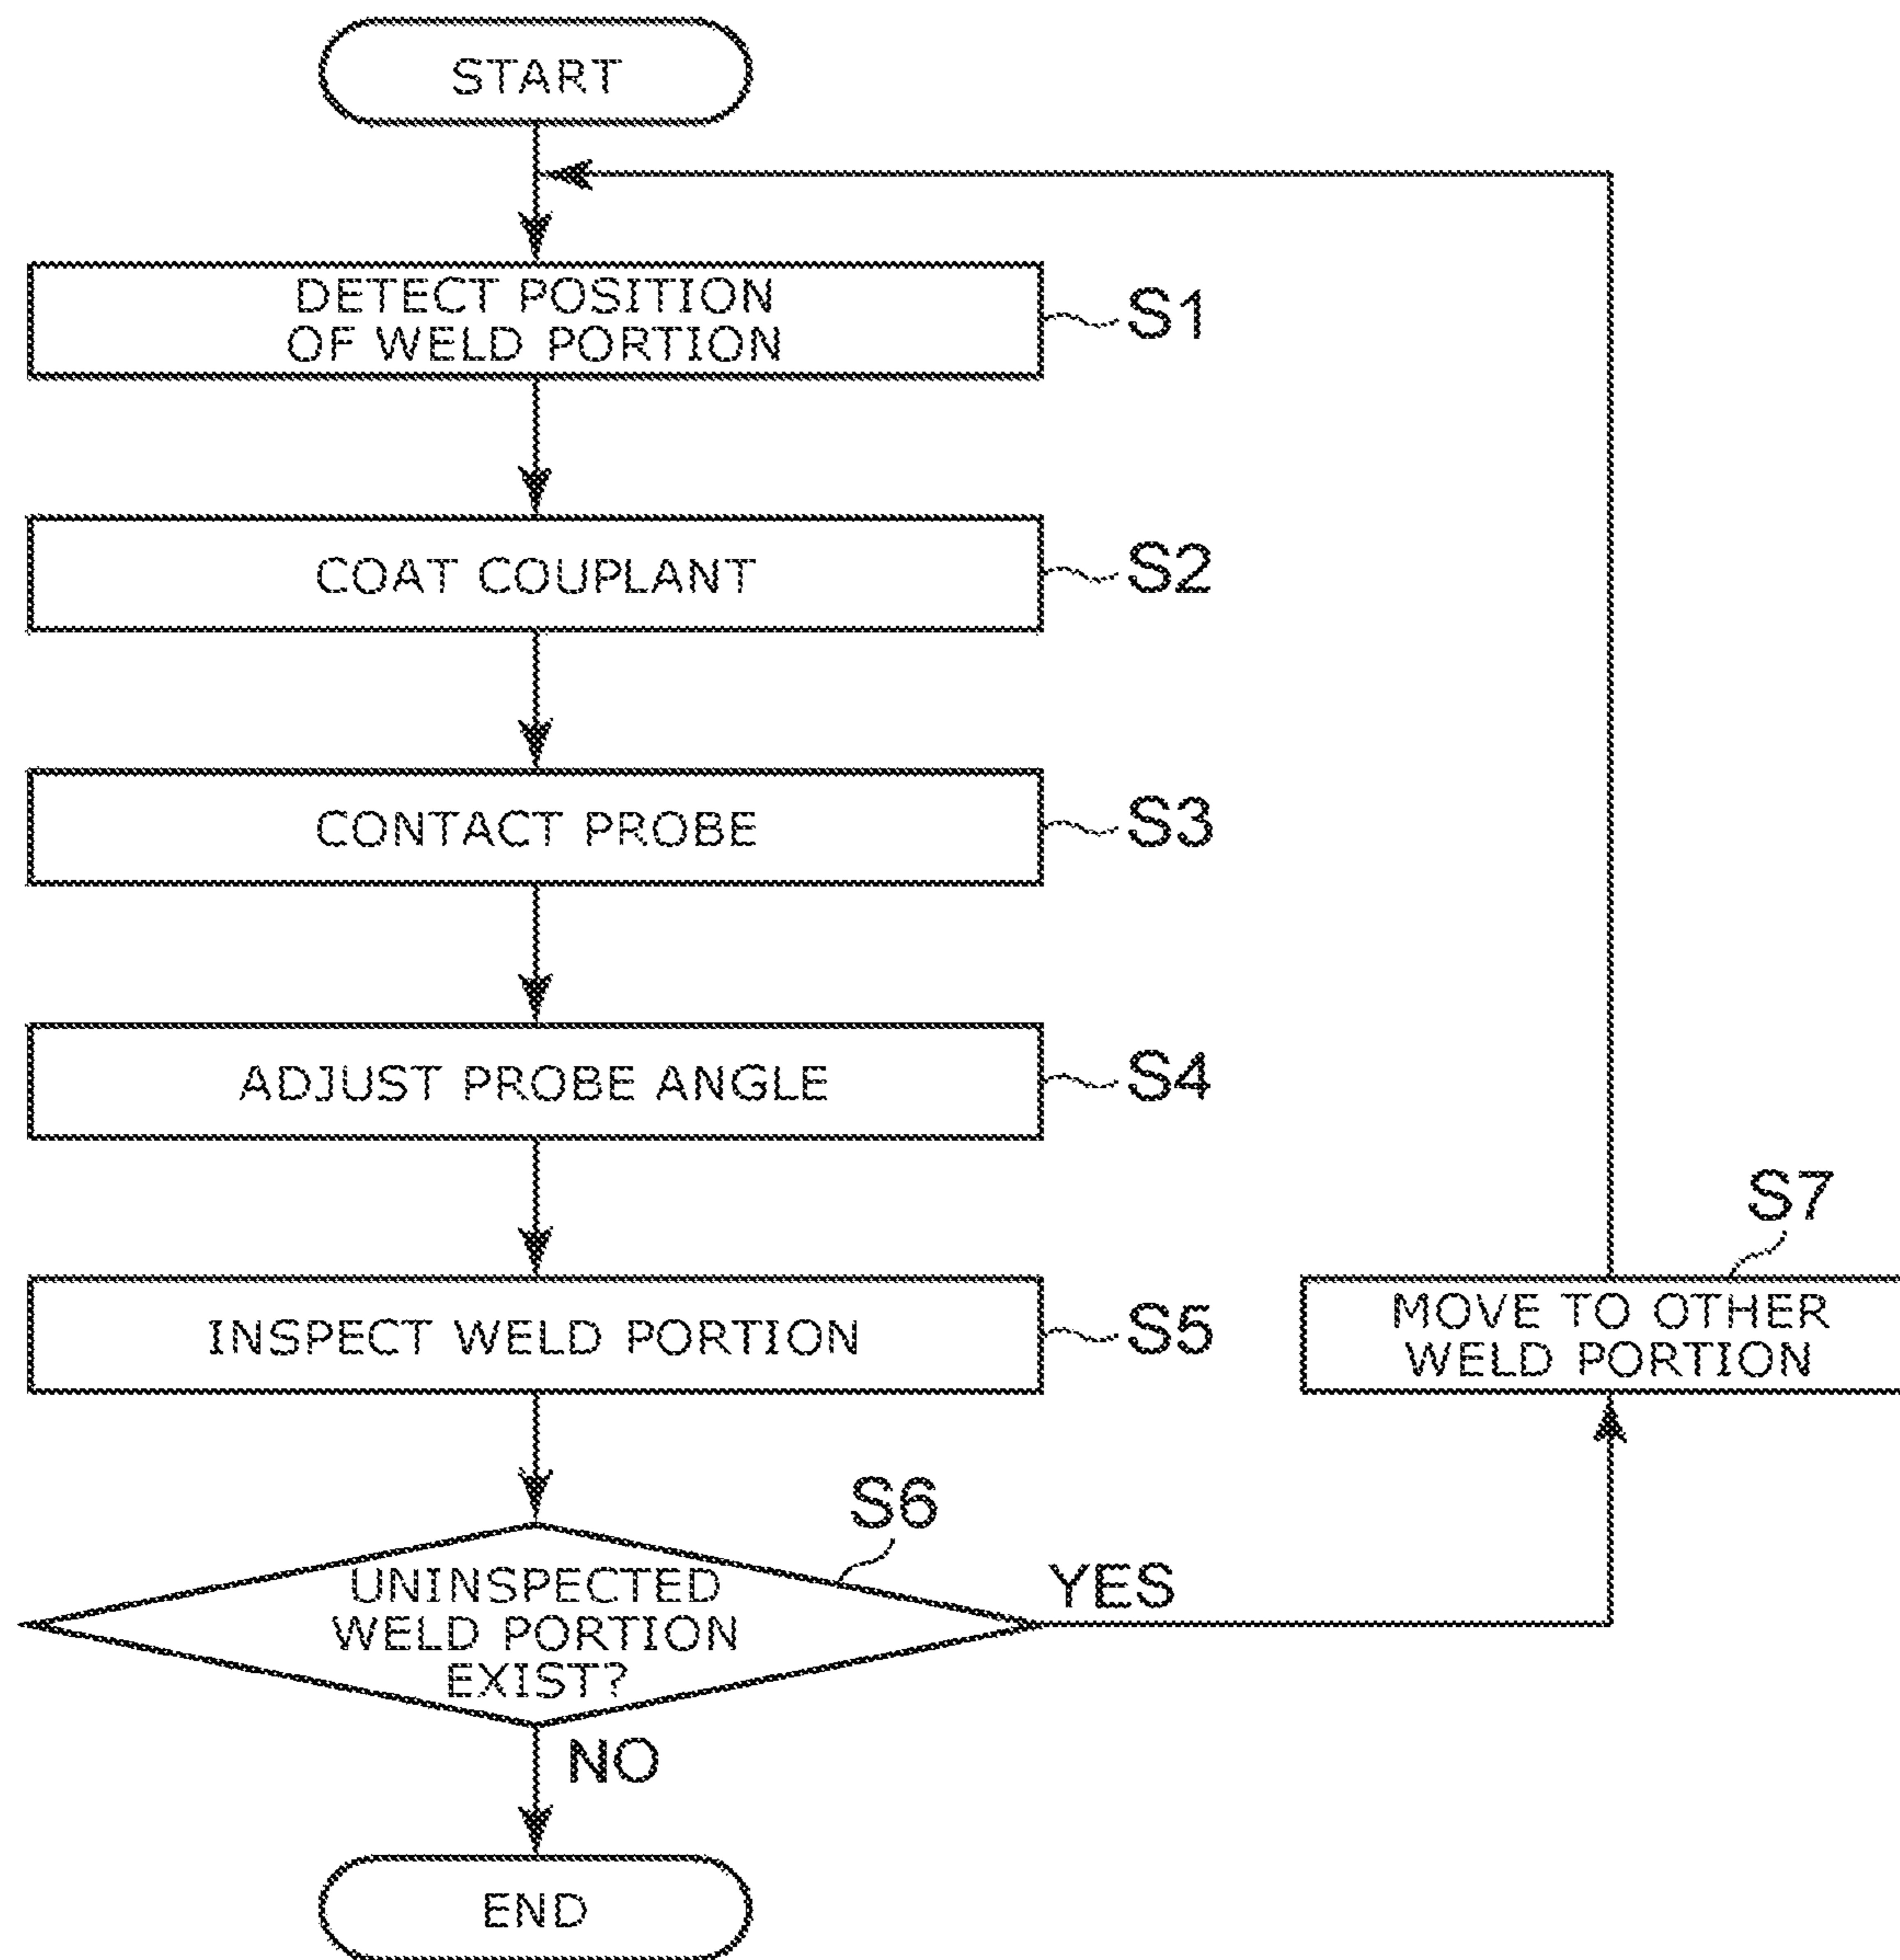 START
DETECT POSITION
OF WELD PORTION
S1
COAT COUPLANT
S2
CONTACT PROBE
S3
ADJUST PROBE ANGLE
S4
INSPECT WELD PORTION
S5
S7
MOVE TO OTHER
WELD PORTION
S6
UNINSPECTED
WELD PORTION
EXIST?
YES
NO
END